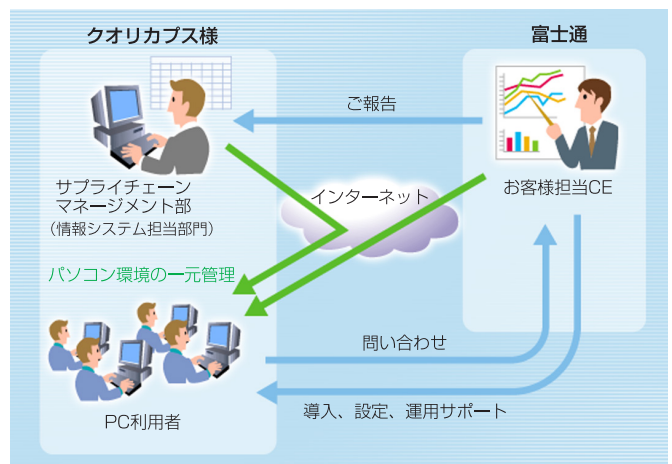 クオリカプス様
富士通
ご報告
サプライチェーン
マネージメント部
（情報システム担当部門）
お客様担当CE
インターネット
パソコン環境の一元管理
問い合わせ
PC利用者
導入、設定、運用サポート